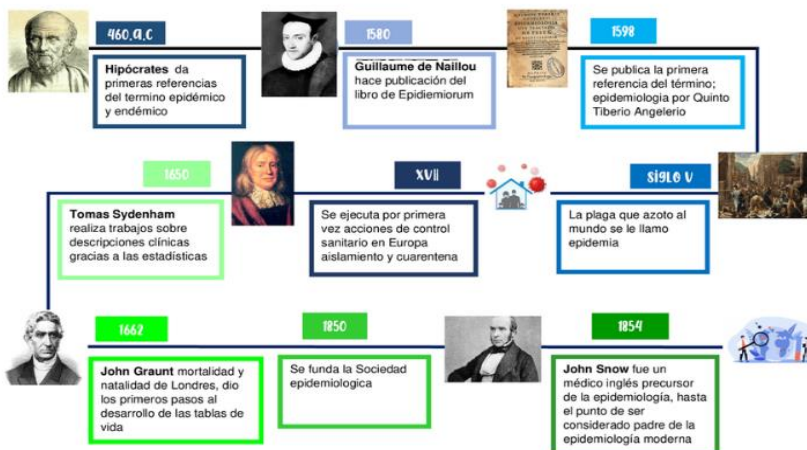 460.a.c
Hipócrates da
primeras referencias
del termino epidémico
y endémico
1580
Guillaume de Naillou
hace publicación del
libro de Epidiemiorum
1598
Se publica la primera
referencia del término;
epidemiologia por Quinto
Tiberio Angelerio
1650
Tomas Sydenham
realiza trabajos sobre
descripciones clínicas
gracias a las estadísticas
XVii
Se ejecuta por primera
vez acciones de control
sanitario en Europa
aislamiento y cuarentena
SiGLO V
La plaga que azoto al
mundo se le llamo
epidemia
1662
John Graunt mortalidad y
natalidad de Londres, dio
los primeros pasos al
desarrollo de las tablas de
vida
1850
Se funda la Sociedad
epidemiologica
1854
John Snow fue un
médico inglés precursor
de la epidemiología, hasta
el punto de ser
considerado padre de la
epidemiología moderna